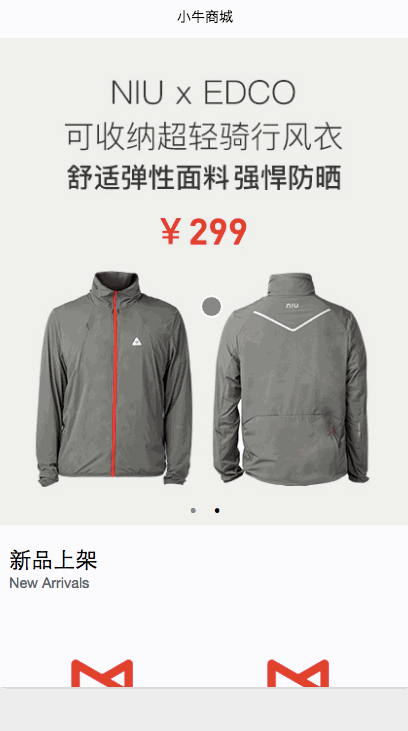 小牛商城
NIU x EDCO
可收纳超轻骑行风衣
舒适弹性面料 强悍防晒
￥299
NIU
新品上架
New Arrivals